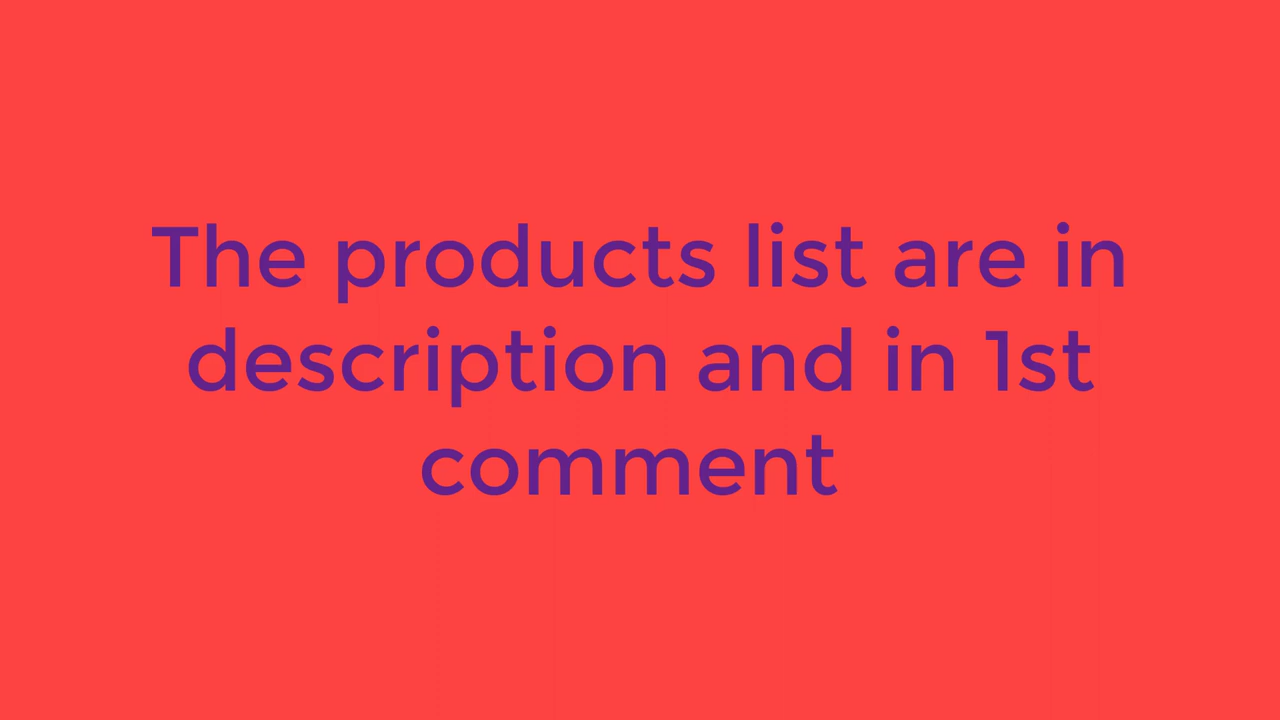 The products list are in
description and in 1st
comment